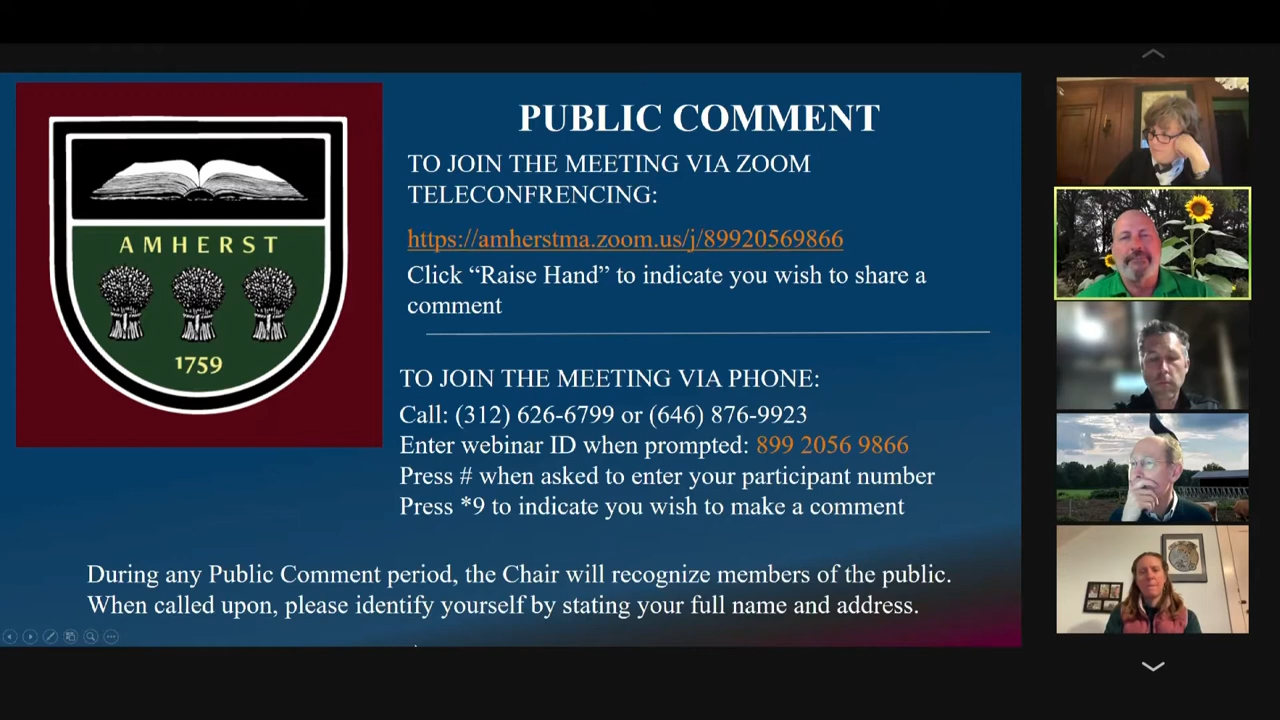 AMHERST
1759
PUBLIC COMMENT
TO JOIN THE MEETING VIA ZOOM
TELECONFRENCING:
https://amherstma.zoom.us/j/89920569866
Click “Raise Hand” to indicate you wish to share a
comment
TO JOIN THE MEETING VIA PHONE:
Call: (312) 626-6799 or (646) 876-9923
Enter webinar ID when prompted: 899 2056 9866
Press # when asked to enter your participant number
Press *9 to indicate you wish to make a comment
During any Public Comment period, the Chair will recognize members of the public.
When called upon, please identify yourself by stating your full name and address.